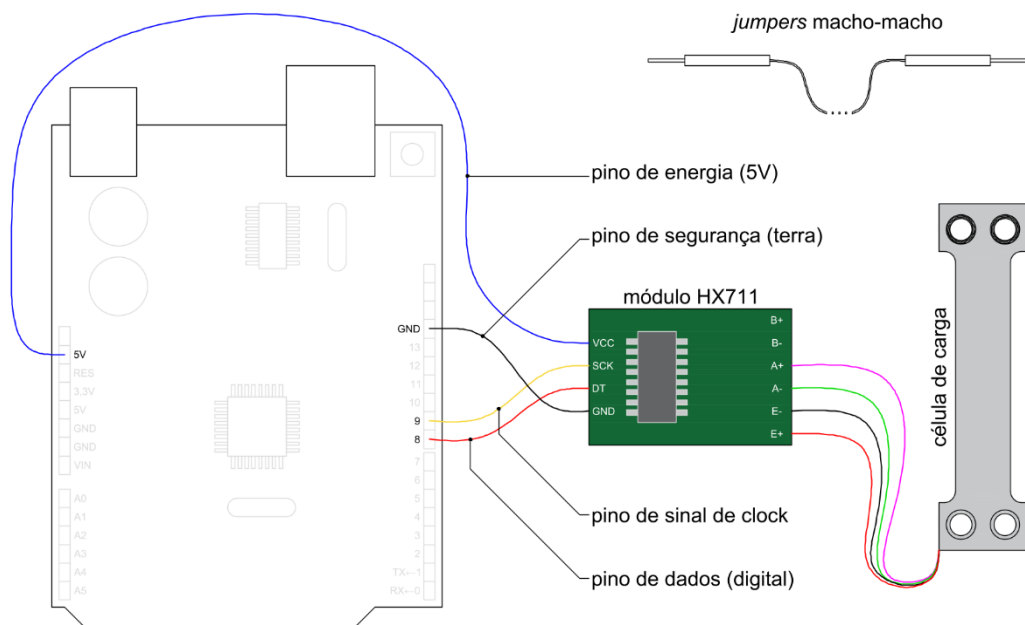 jumpers macho-macho
pino de energia (5V)
pino de segurança (terra)
módulo HX711
célula de carga
B+
B-
A+
A-
E-
E+
VCC
SCK
DT
GND
GND
13
12
11
10
9
8
7
6
5
4
3
2
TX→1
RX←0
5V
RES
3,3V
5V
GND
GND
VIN
A0
A1
A2
A3
A4
A5
pino de sinal de clock
pino de dados (digital)